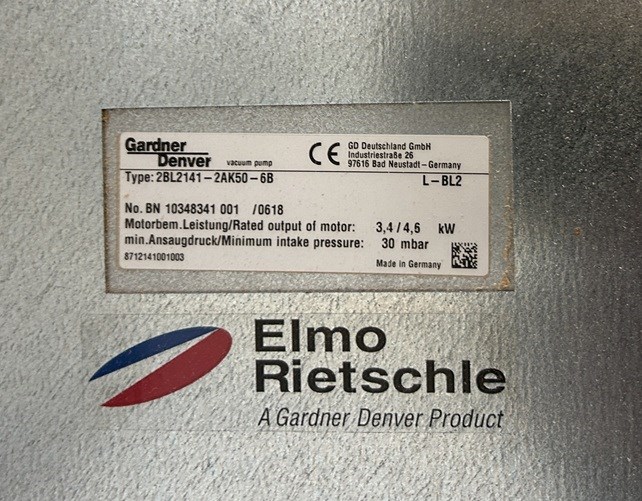 Gardner
Denver vacuum pump
CE
GD Deutschland GmbH
Industriestraße 26
97616 Bad Neustadt-Germany
Type: 2BL2141-2AK50-6B L-BL2
No. BN 10348341 001 /0618
Motorbem.Leistung/Rated output of motor: 3,4/4,6 kW
min.Ansaugdruck/Minimum intake pressure: 30 mbar
8712141001003 Made in Germany
Elmo
Rietschle
A Gardner Denver Product